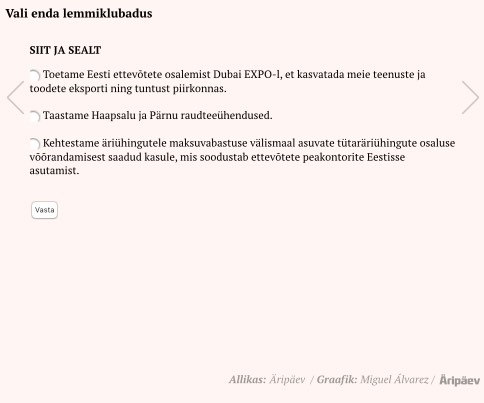 Vali enda lemmiklubadus
SIIT JA SEALT
Toetame Eesti ettevõtete osalemist Dubai EXPO-l, et kasvatada meie teenuste ja
toodete eksporti ning tuntust piirkonnas.
Taastame Haapsalu ja Pärnu raudteeühendused.
Kehtestame äriühingutele maksuvabastuse välismaal asuvate tütaräriühingute osaluse
võõrandamisest saadud kasule, mis soodustab ettevõtete peakontorite Eestisse
asutamist.
Vasta
Allikas: Äripäev / Graafik: Miguel Álvarez / Äripäev